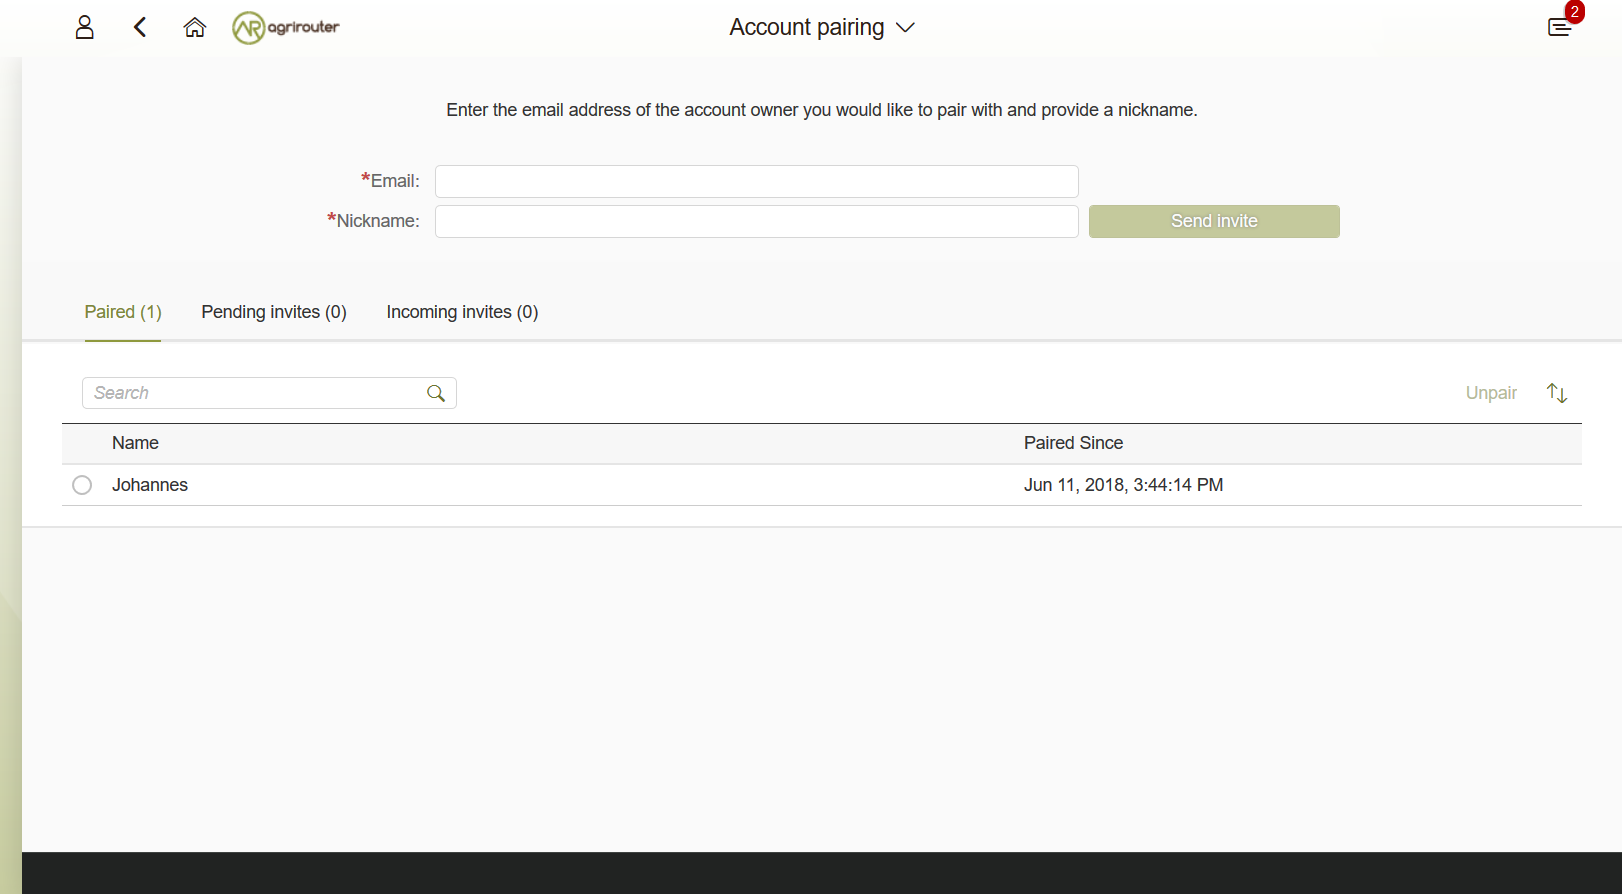 AR agrirouter
Account pairing
2
Enter the email address of the account owner you would like to pair with and provide a nickname.
*Email:
*Nickname:
Send invite
Paired (1) Pending invites (0) Incoming invites (0)
Search
Unpair
Name Paired Since
Johannes Jun 11, 2018, 3:44:14 PM